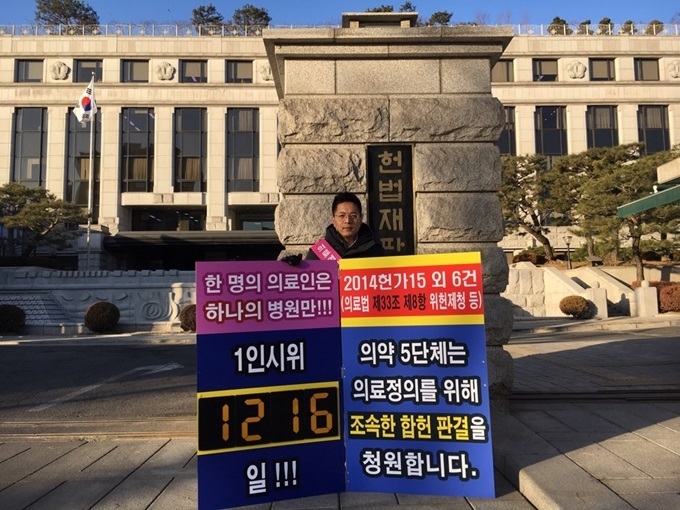 헌법재판
한 명의 의료인은
하나의 병원만!!!
1인시위
1216
일 !!!
2014헌가15 외 6건
(의료법 제33조 제8항 위헌제청 등)
의약 5단체는
의료정의를 위해
조속한 합헌 판결을
청원합니다.